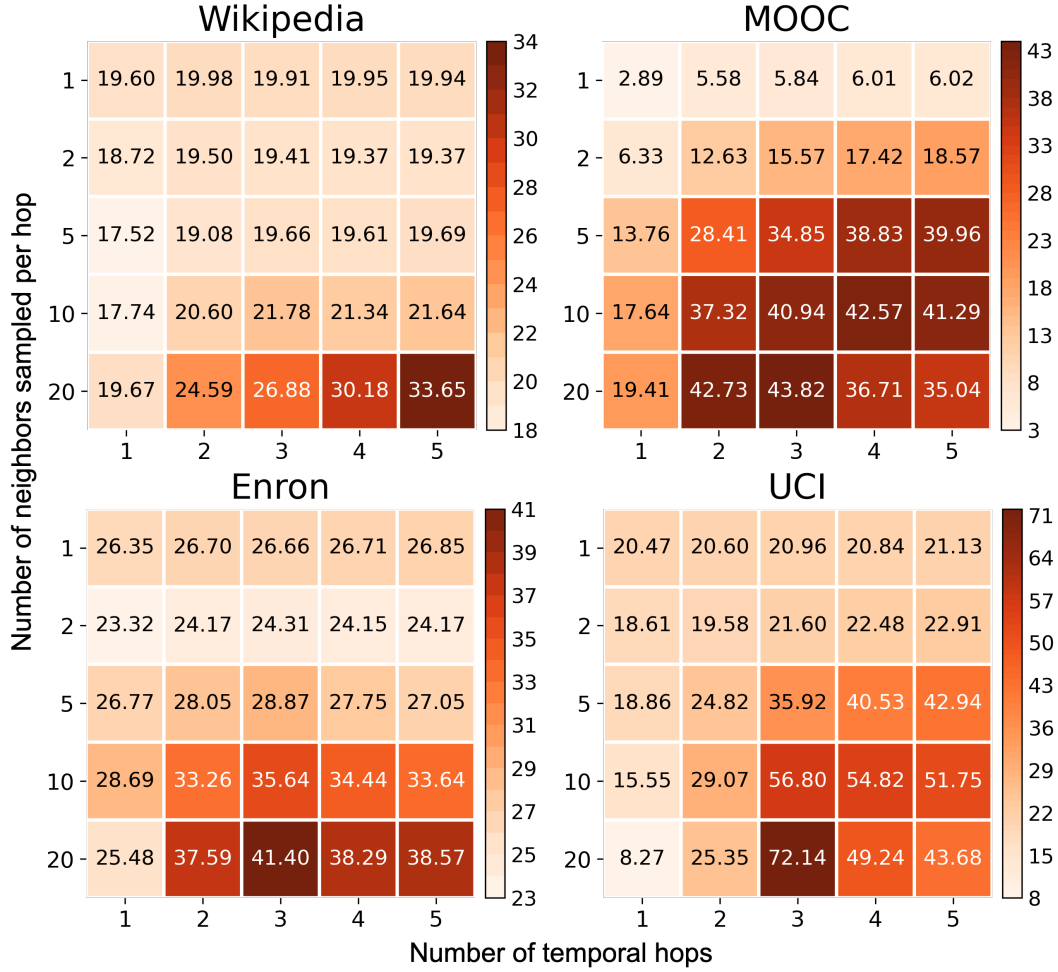 Wikipedia MOOC
1 19.60 19.98 19.91 19.95 19.94 34 1 2.89 5.58 5.84 6.01 6.02 43
32 38
2 18.72 19.50 19.41 19.37 19.37 30 2 6.33 12.63 15.57 17.42 18.57 33
28 28
5 17.52 19.08 19.66 19.61 19.69 26 5 13.76 28.41 34.85 38.83 39.96 23
24 18
10 17.74 20.60 21.78 21.34 21.64 22 10 17.64 37.32 40.94 42.57 41.29 13
20 8
20 19.67 24.59 26.88 30.18 33.65 18 20 19.41 42.73 43.82 36.71 35.04 3
1 2 3 4 5 1 2 3 4 5
Number of neighbors sampled per hop
Enron UCI
1 26.35 26.70 26.66 26.71 26.85 41 1 20.47 20.60 20.96 20.84 21.13 71
39 64
2 23.32 24.17 24.31 24.15 24.17 37 2 18.61 19.58 21.60 22.48 22.91 57
35 50
5 26.77 28.05 28.87 27.75 27.05 33 5 18.86 24.82 35.92 40.53 42.94 43
31 36
10 28.69 33.26 35.64 34.44 33.64 29 10 15.55 29.07 56.80 54.82 51.75 29
27 22
20 25.48 37.59 41.40 38.29 38.57 25 20 8.27 25.35 72.14 49.24 43.68 15
23 8
1 2 3 4 5 1 2 3 4 5
Number of temporal hops